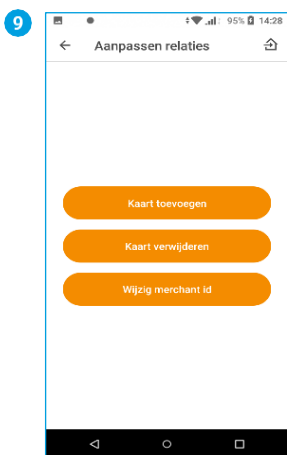 9
95% 14:28
Aanpassen relaties
Kaart toevoegen
Kaart verwijderen
Wijzig merchant id